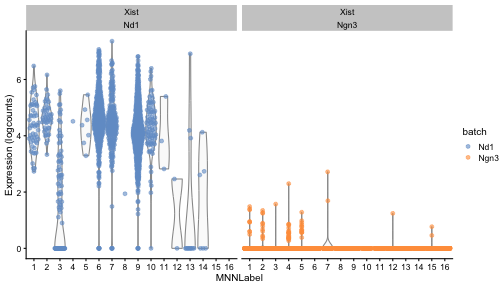 Xist Xist
Nd1 Ngn3
Expression (logcounts)
6
4
2
0
1 2 3 4 5 6 7 8 9 10 11 12 13 14 15 16 1 2 3 4 5 6 7 8 9 10 11 12 13 14 15 16
MNNLabel
batch
Nd1
Ngn3